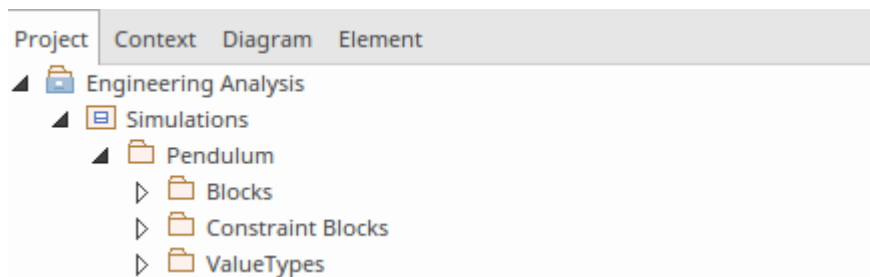 Project Context Diagram Element
Engineering Analysis
Simulations
Pendulum
Blocks
Constraint Blocks
ValueTypes